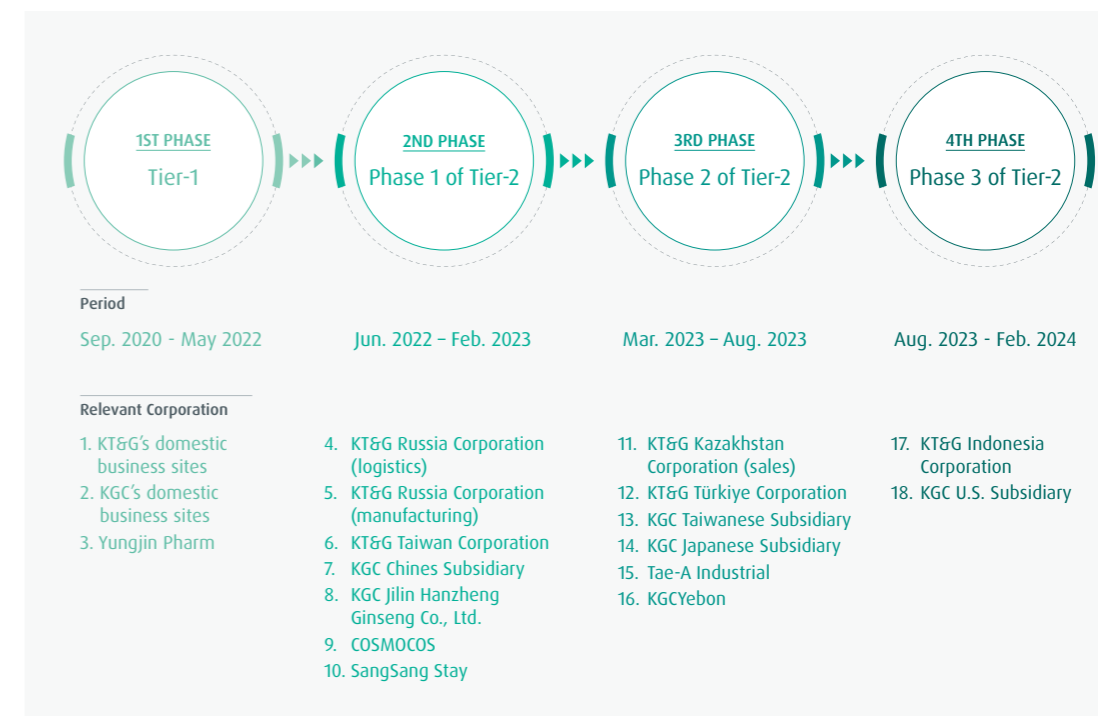 1ST PHASE
Tier-1
2ND PHASE
Phase 1 of Tier-2
3RD PHASE
Phase 2 of Tier-2
4TH PHASE
Phase 3 of Tier-2
Period
Sep. 2020 - May 2022
Jun. 2022 – Feb. 2023
Mar. 2023 – Aug. 2023
Aug. 2023 - Feb. 2024
Relevant Corporation
1. KT&G's domestic
business sites
2. KGC's domestic
business sites
3. Yungjin Pharm
4. KT&G Russia Corporation
(logistics)
5. KT&G Russia Corporation
(manufacturing)
6. KT&G Taiwan Corporation
7. KGC Chines Subsidiary
8. KGC Jilin Hanzheng
Ginseng Co., Ltd.
9. COSMOCOS
10. SangSang Stay
11. KT&G Kazakhstan
Corporation (sales)
12. KT&G Türkiye Corporation
13. KGC Taiwanese Subsidiary
14. KGC Japanese Subsidiary
15. Tae-A Industrial
16. KGCYebon
17. KT&G Indonesia
Corporation
18. KGC U.S. Subsidiary